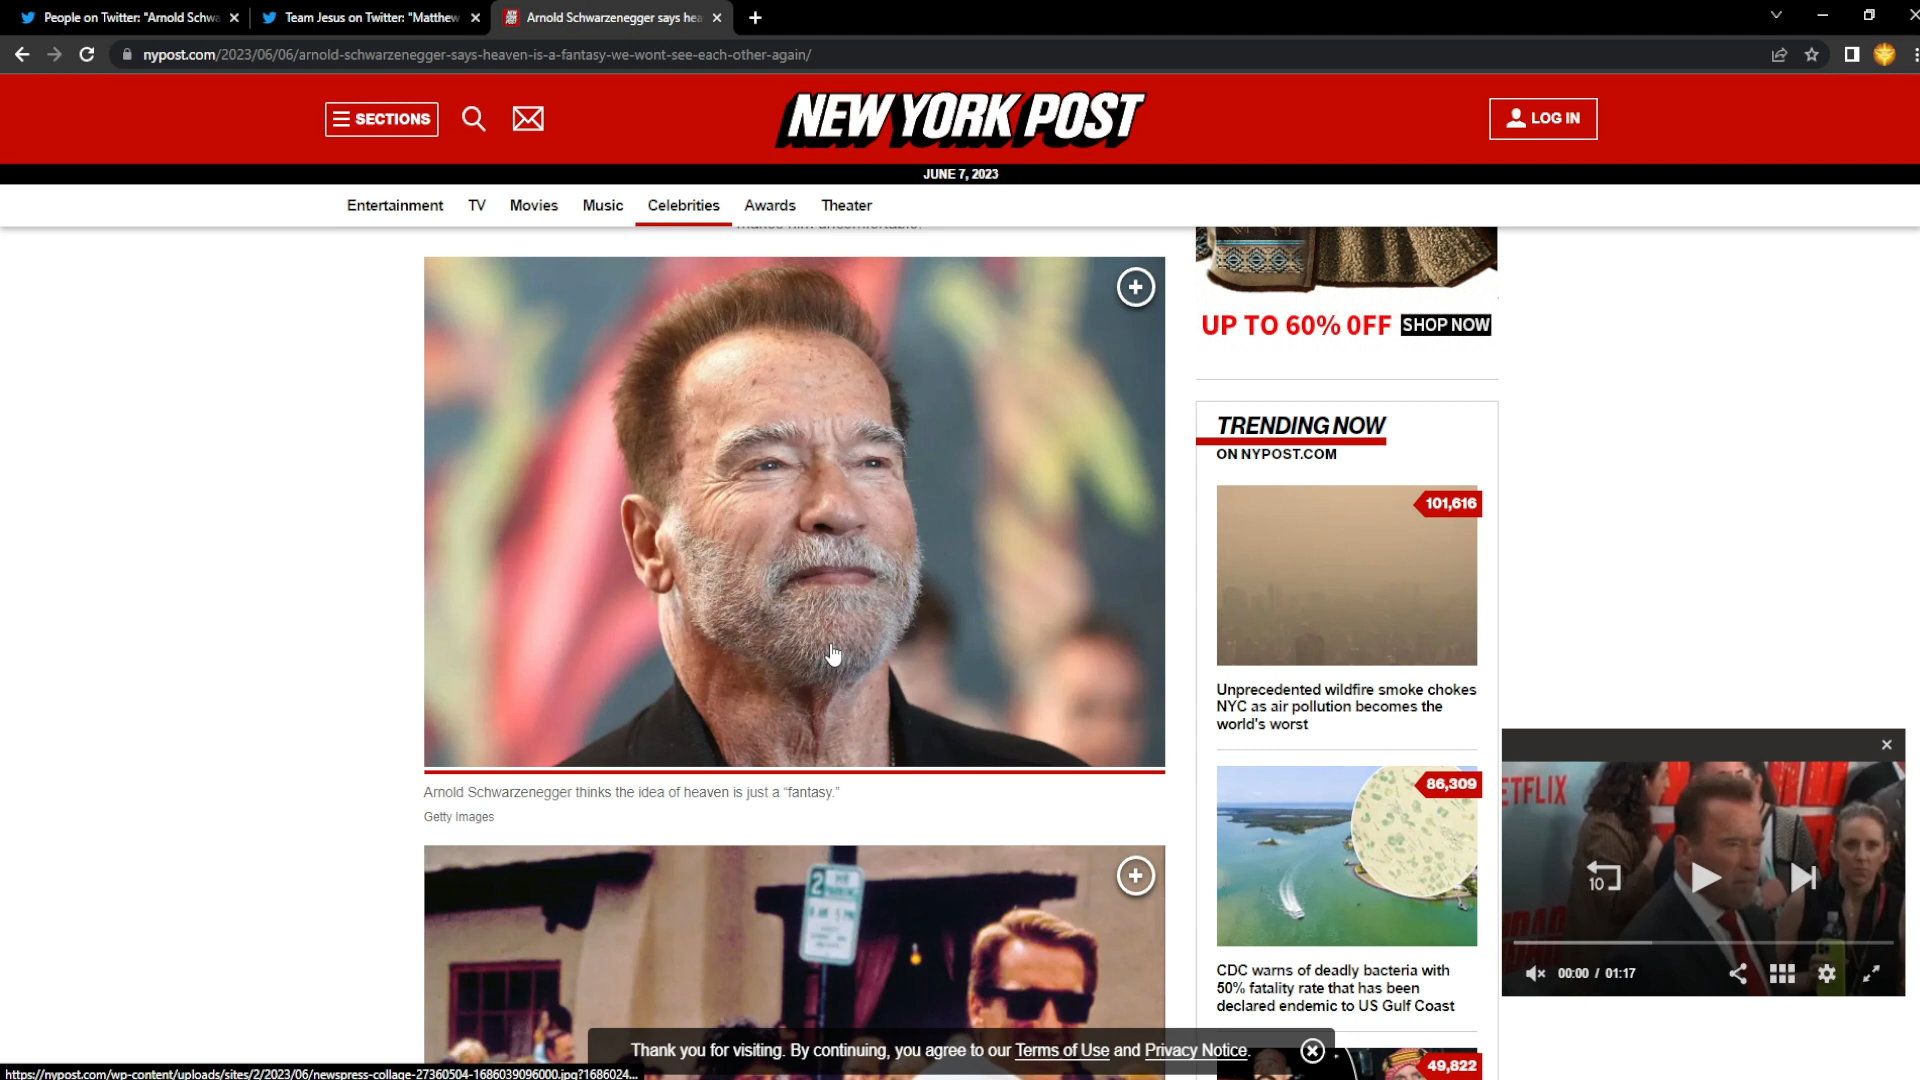 People on Twitter: "Arnold Schwa
Team Jesus on Twitter: "Matthew
Arnold Schwarzenegger says hea
nypost.com/2023/06/06/arnold-schwarzenegger-says-heaven-is-a-fantasy-we-wont-see-each-other-again/
SECTIONS
NEW YORK POST
LOG IN
JUNE 7, 2023
Entertainment TV Movies Music Celebrities Awards Theater
UP TO 60% OFF SHOP NOW
TRENDING NOW
ON NYPOST.COM
101,616
Unprecedented wildfire smoke chokes
NYC as air pollution becomes the
world's worst
86,309
CDC warns of deadly bacteria with
50% fatality rate that has been
declared endemic to US Gulf Coast
49,822
Arnold Schwarzenegger thinks the idea of heaven is just a "fantasy."
Getty Images
2
ETFLIX
10
00:00 / 01:17
Thank you for visiting. By continuing, you agree to our Terms of Use and Privacy Notice.
https://nypost.com/wp-content/uploads/sites/2/2023/06/newspress-collage-27360504-1686039096000.jpg?1686024...